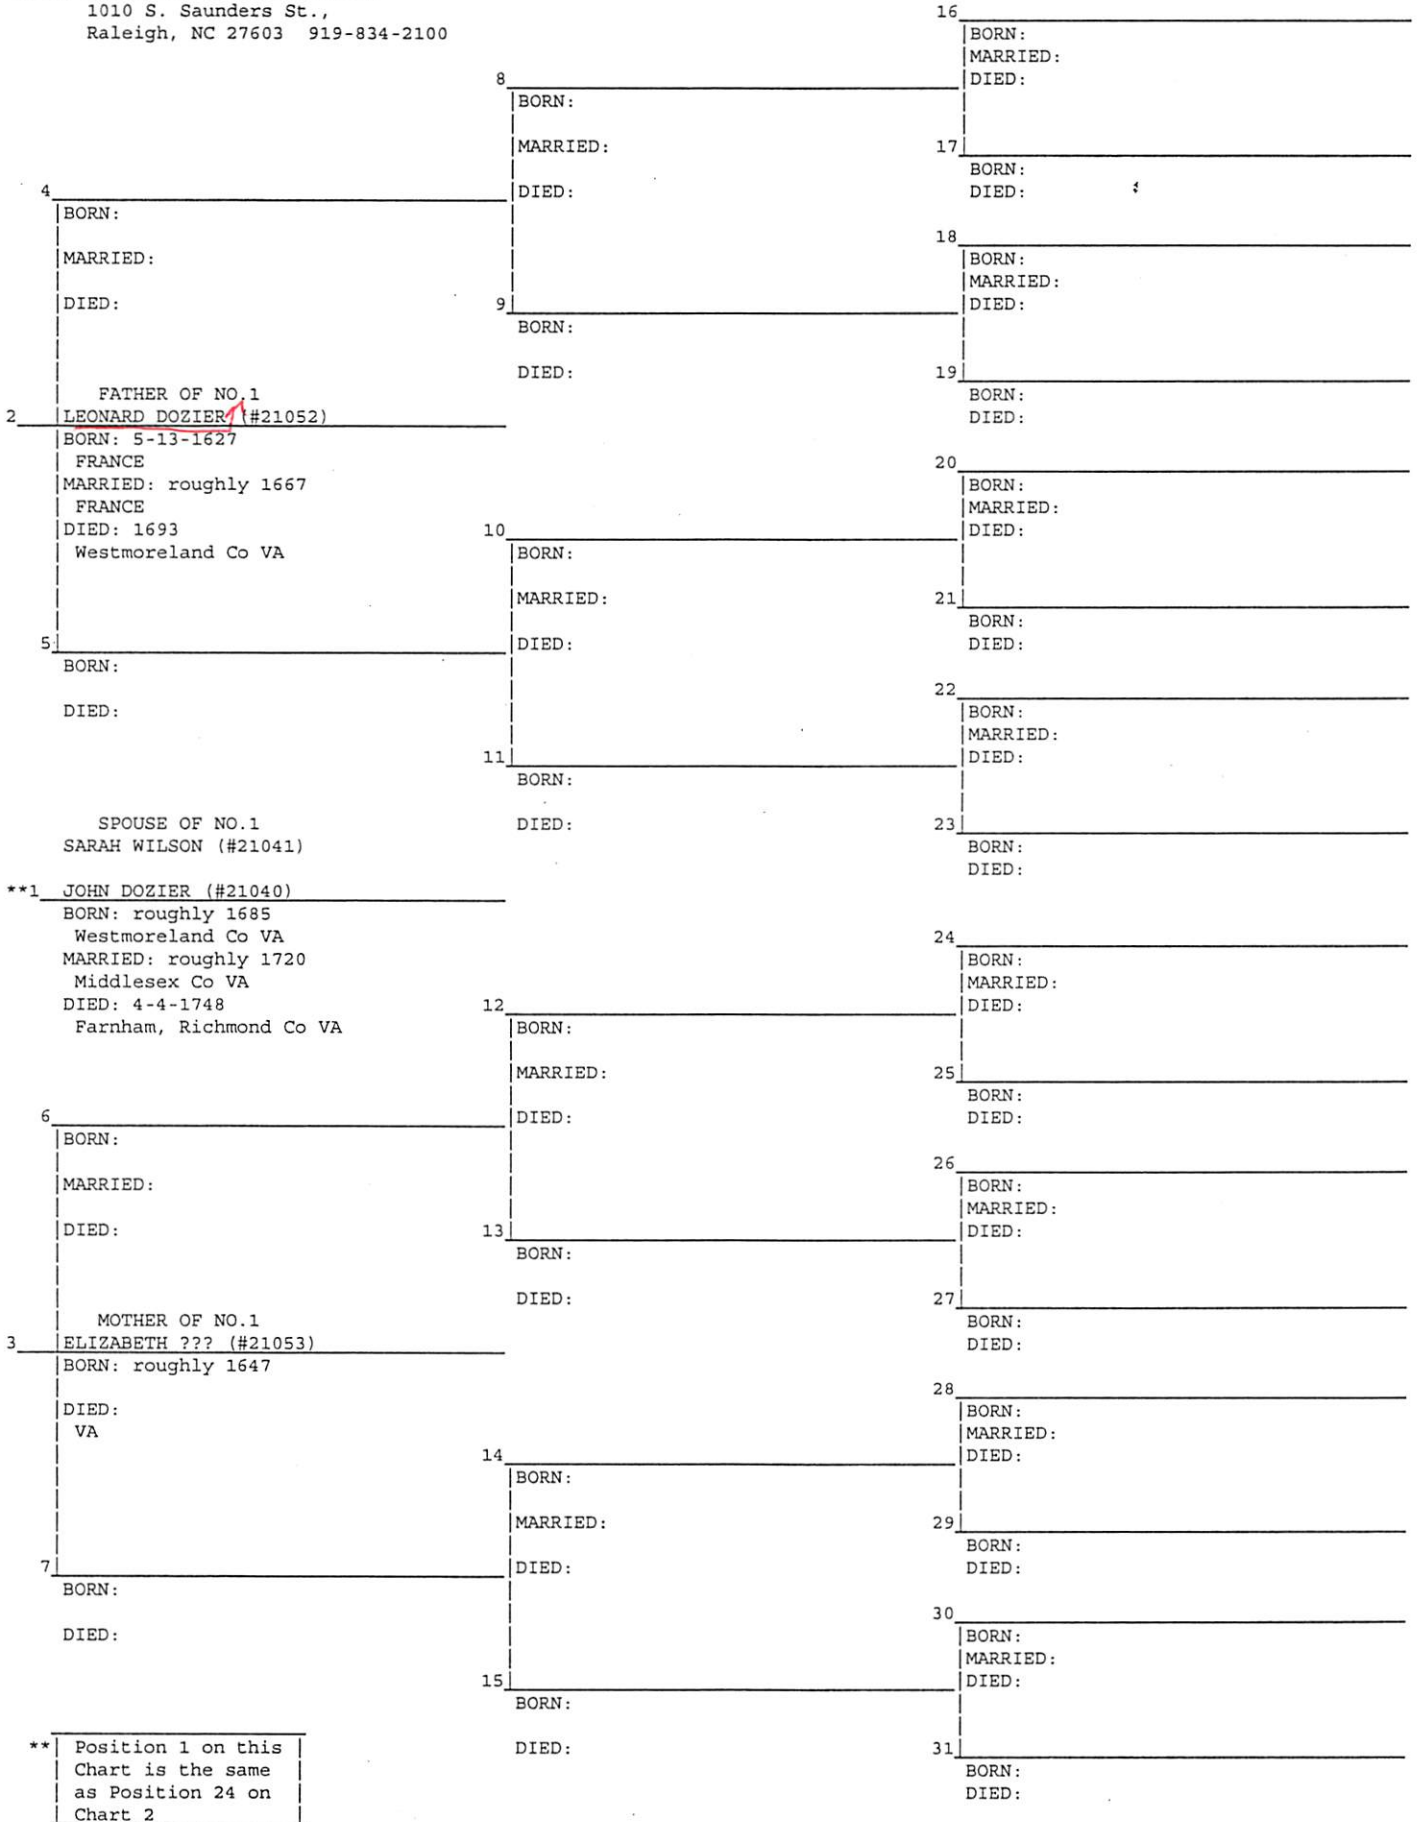 1010 S. Saunders St.,
Raleigh, NC 27603 919-834-2100
16
BORN:
MARRIED:
DIED:
8
BORN:
MARRIED:
17
BORN:
DIED:
4
DIED:
BORN:
18
MARRIED:
BORN:
MARRIED:
DIED:
9
DIED:
BORN:
DIED:
19
FATHER OF NO.1
BORN:
2 LEONARD DOZIER (#21052)
DIED:
BORN: 5-13-1627
FRANCE
20
MARRIED: roughly 1667
BORN:
FRANCE
MARRIED:
DIED: 1693
10
DIED:
Westmoreland Co VA
BORN:
MARRIED:
21
BORN:
5
DIED:
DIED:
BORN:
22
DIED:
BORN:
MARRIED:
11
DIED:
BORN:
SPOUSE OF NO.1
DIED:
23
SARAH WILSON (#21041)
BORN:
DIED:
**1 JOHN DOZIER (#21040)
BORN: roughly 1685
Westmoreland Co VA
24
MARRIED: roughly 1720
BORN:
Middlesex Co VA
MARRIED:
DIED: 4-4-1748
12
DIED:
Farnham, Richmond Co VA
BORN:
MARRIED:
25
BORN:
6
DIED:
DIED:
BORN:
26
MARRIED:
BORN:
MARRIED:
DIED:
13
DIED:
BORN:
DIED:
27
MOTHER OF NO.1
BORN:
3 ELIZABETH ??? (#21053)
DIED:
BORN: roughly 1647
28
DIED:
BORN:
VA
MARRIED:
14
DIED:
BORN:
MARRIED:
29
BORN:
7
DIED:
DIED:
BORN:
30
DIED:
BORN:
MARRIED:
15
DIED:
BORN:
** Position 1 on this
DIED:
31
Chart is the same
BORN:
as Position 24 on
DIED:
Chart 2